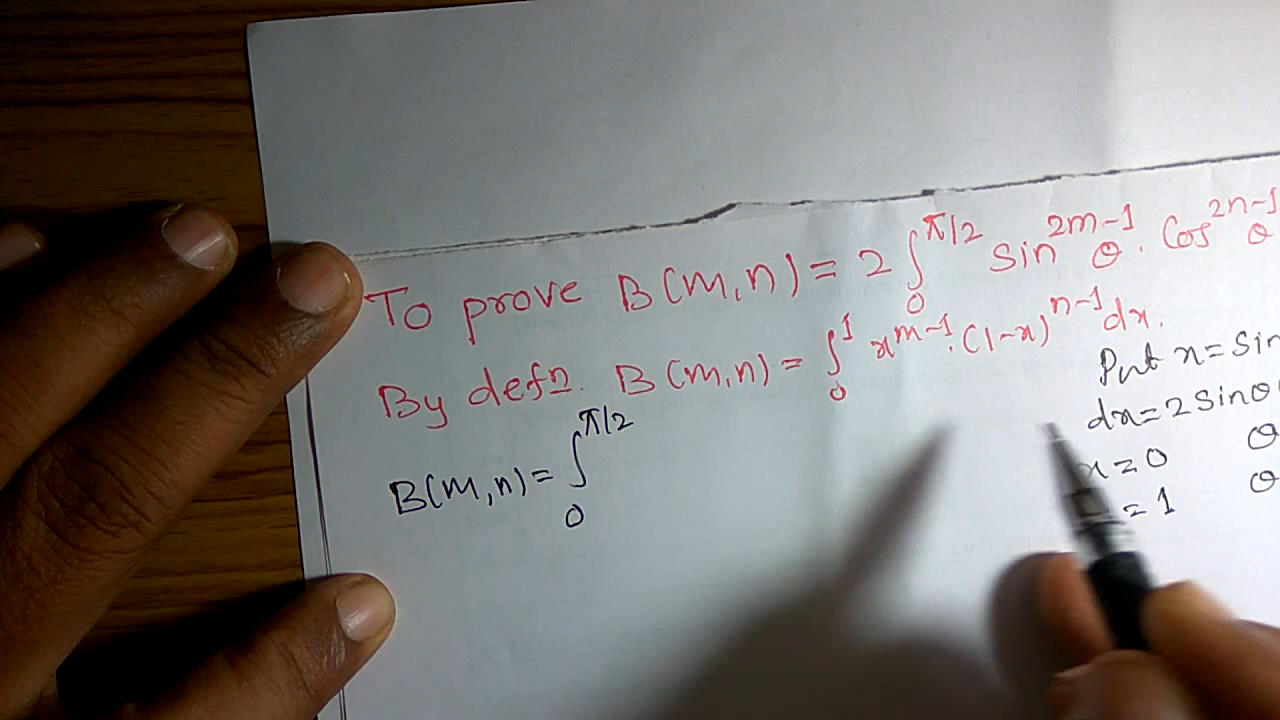 To prove B(m,n) = 2 ∫₀^π/2 sin^2m-1 θ · Cos^2n-1 θ
By defn. B(m,n) = ∫₀^1 x^m-1 · (1-x)^n-1 dx.
Put x = Sin
dx = 2 Sinθ
x = 0 θ
= 1 θ
B(m,n) = ∫₀^π/2